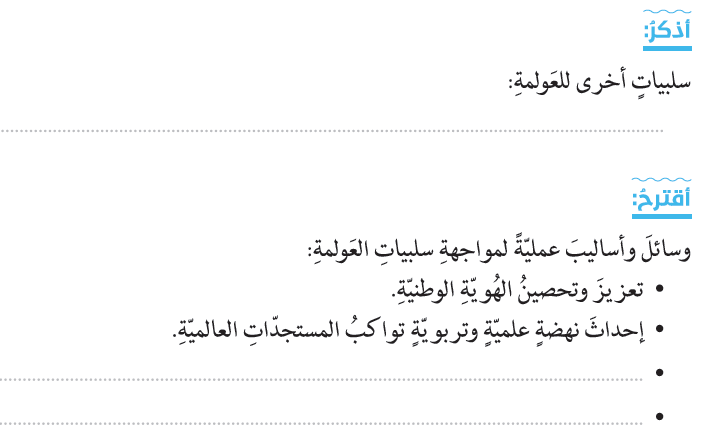 أذكرُ:
سلبياتٍ أخرى للعَولمةِ:
أقترحُ:
وسائلَ وأساليبَ عمليّةً لمواجهةِ سلبياتِ العَولمةِ:
• تعزيزَ وتحصينُ الهُويّةِ الوطنيّةِ.
• إحداثَ نهضةٍ علميّةٍ وتربويّةٍ تواكبُ المستجدّاتِ العالميّةِ.
•
•